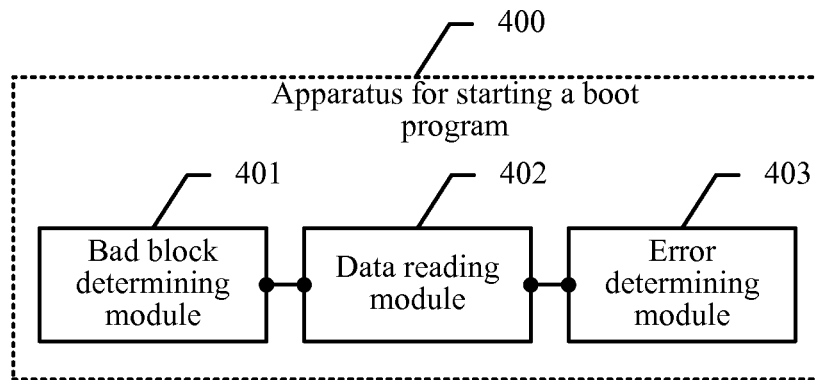 400
Apparatus for starting a boot
program
401
402
403
Bad block
determining
module
Data reading
module
Error
determining
module